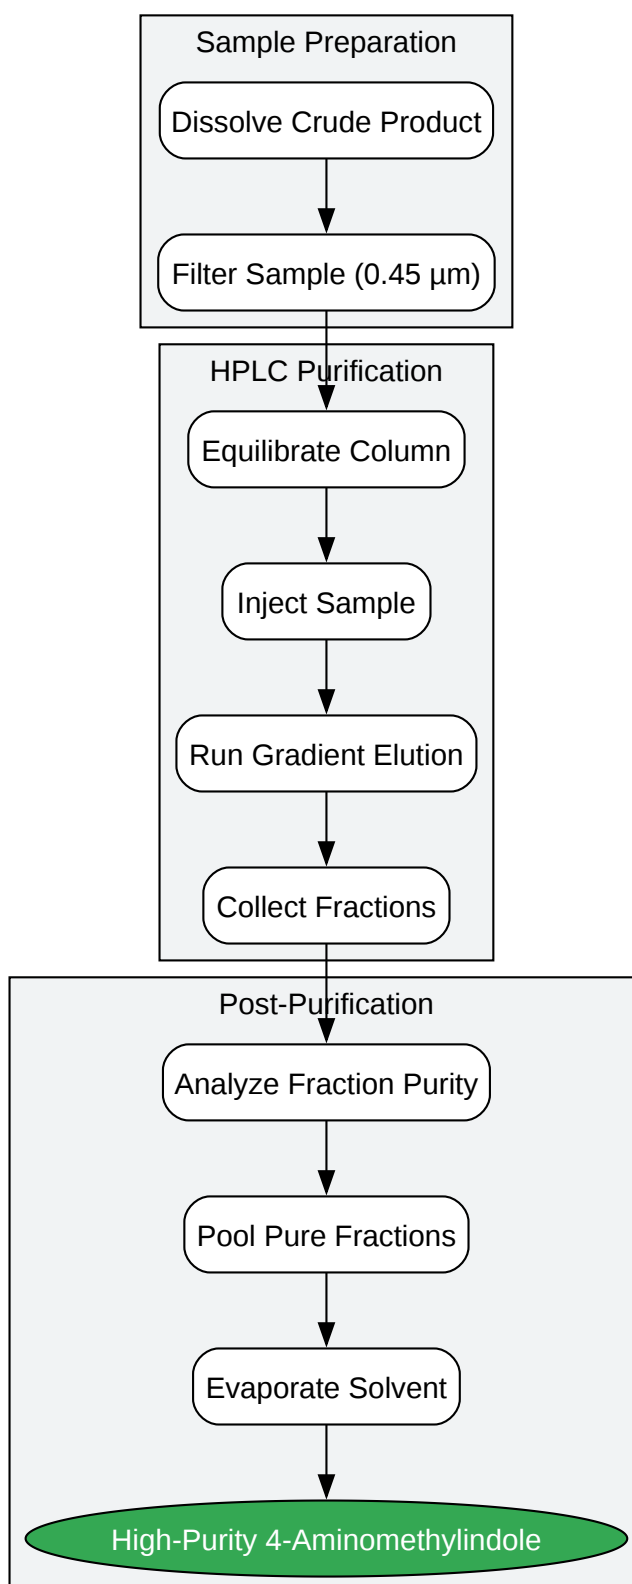 Sample Preparation
Dissolve Crude Product
Filter Sample (0.45 µm)
HPLC Purification
Equilibrate Column
Inject Sample
Run Gradient Elution
Collect Fractions
Post-Purification
Analyze Fraction Purity
Pool Pure Fractions
Evaporate Solvent
High-Purity 4-Aminomethylindole